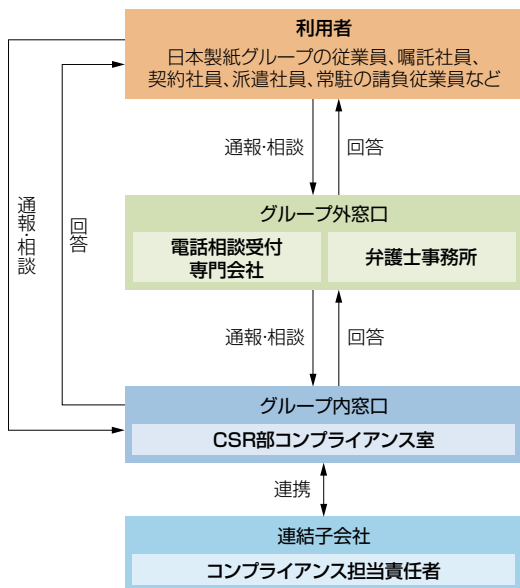 利用者
日本製紙グループの従業員、嘱託社員、
契約社員、派遣社員、常駐の請負従業員など
通報・相談
回答
通報・相談
回答
グループ外窓口
電話相談受付
専門会社
弁護士事務所
通報・相談
回答
グループ内窓口
CSR部コンプライアンス室
連携
連結子会社
コンプライアンス担当責任者